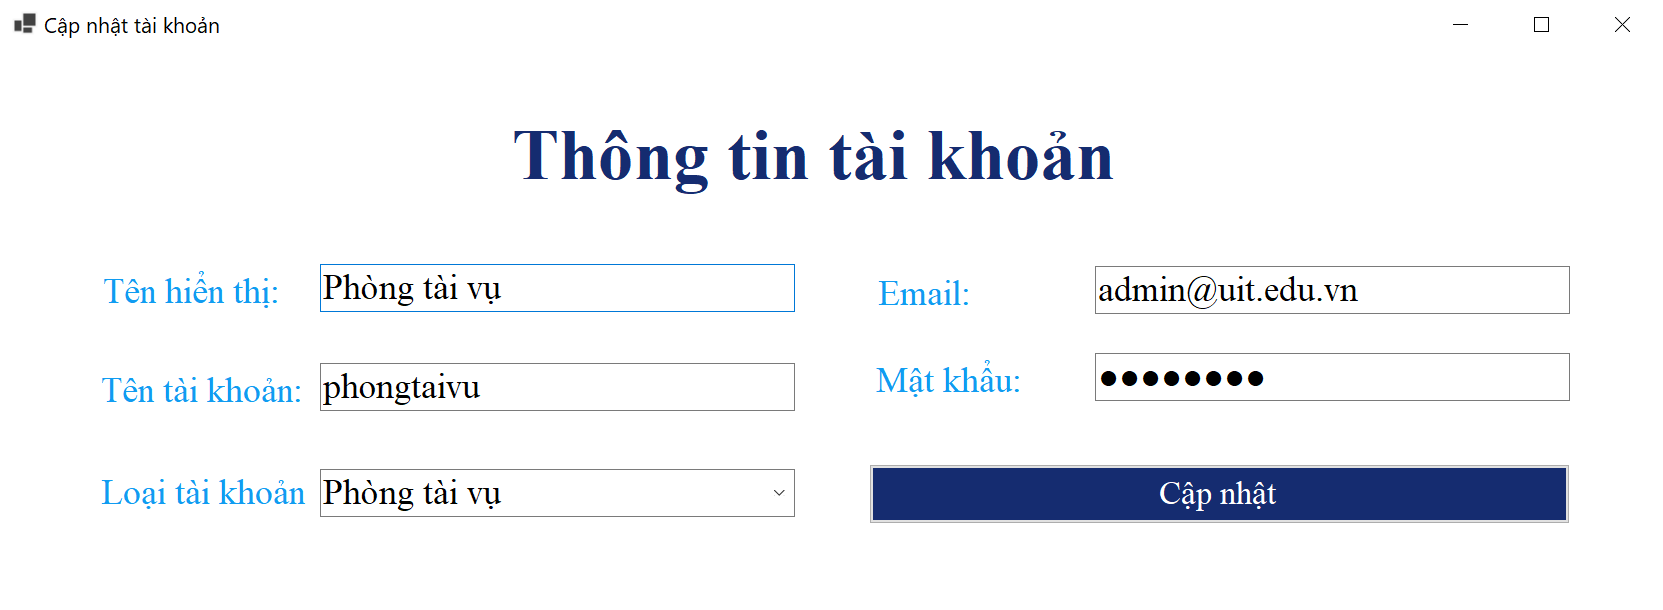 Cập nhật tài khoản
Thông tin tài khoản
Tên hiển thị: Phòng tài vụ
Email: admin@uit.edu.vn
Tên tài khoản: phongtaivu
Mật khẩu: ●●●●●●●●
Loại tài khoản Phòng tài vụ
Cập nhật